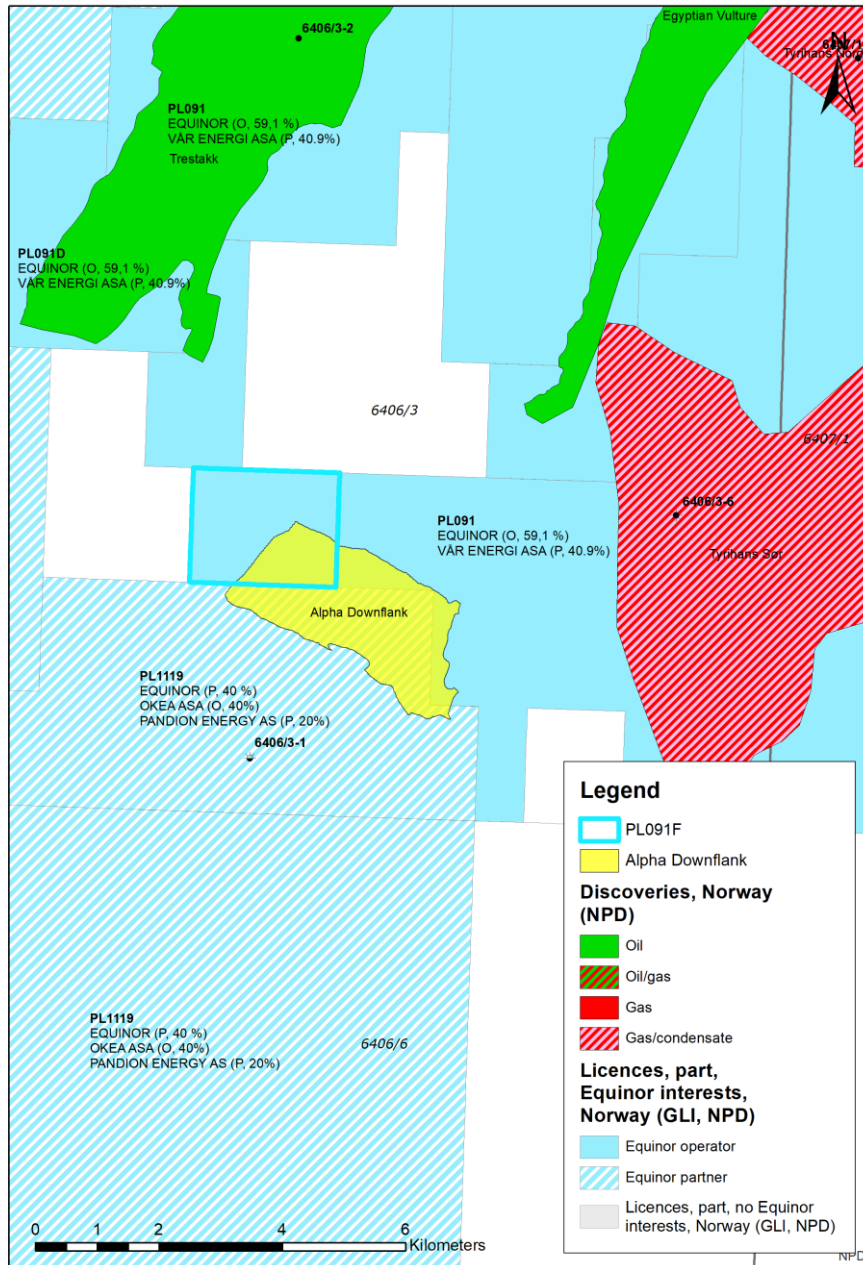 Egyptian Vulture
6406/3-2
Tyrihans Nord
N
PL091
EQUINOR (O, 59,1 %)
VÅR ENERGI ASA (P, 40.9%)
Trestakk
PL091D
EQUINOR (O, 59,1 %)
VÅR ENERGI ASA (P, 40.9%)
6406/3
6407/1
6406/3-5
PL091
EQUINOR (O, 59,1 %)
VÅR ENERGI ASA (P, 40.9%)
Tyrihans Sør
Alpha Downflank
PL1119
EQUINOR (P, 40 %)
OKEA ASA (O, 40%)
PANDION ENERGY AS (P, 20%)
6406/3-1
PL1119
EQUINOR (P, 40 %)
OKEA ASA (O, 40%)
PANDION ENERGY AS (P, 20%)
6406/6
Legend
PL091F
Alpha Downflank
Discoveries, Norway
(NPD)
Oil
Oil/gas
Gas
Gas/condensate
Licences, part,
Equinor interests,
Norway (GLI, NPD)
Equinor operator
Equinor partner
Licences, part, no Equinor
interests, Norway (GLI, NPD)
0 2 4 6
Kilometers
NPD